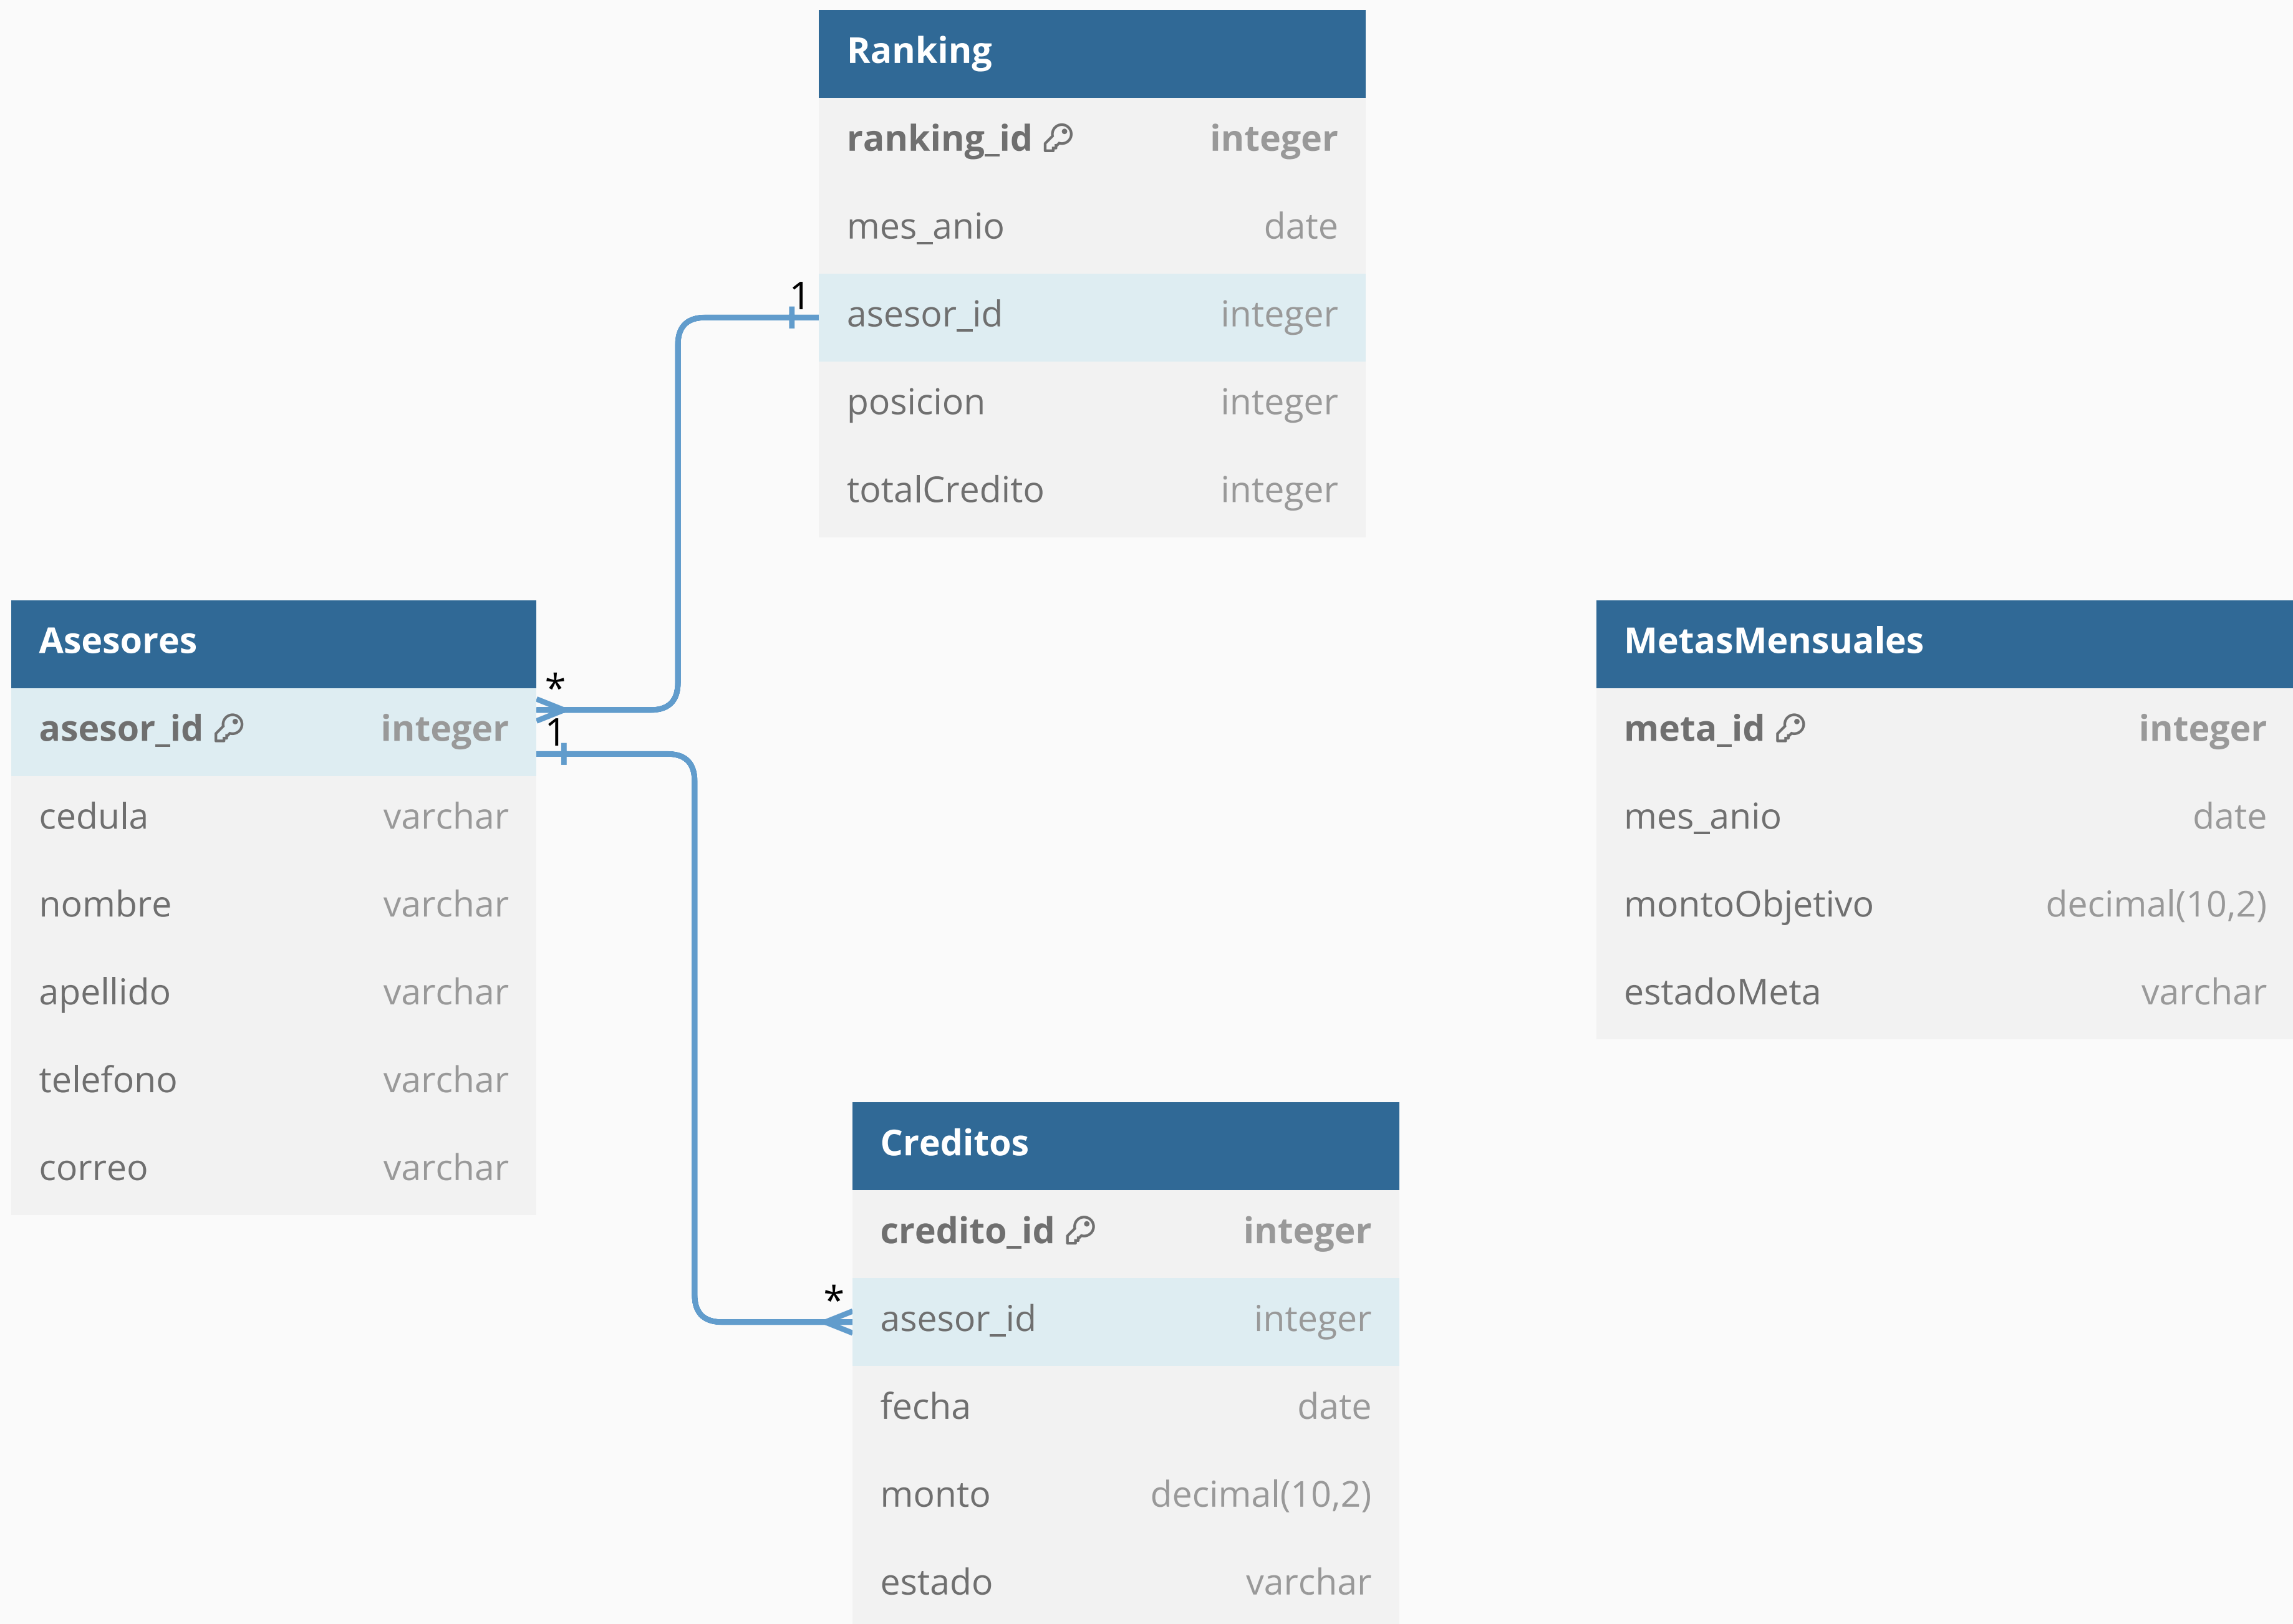 Ranking
ranking_id integer
mes_anio date
1
asesor_id integer
posicion integer
totalCredito integer
Asesores
*
asesor_id integer
1
cedula varchar
nombre varchar
apellido varchar
telefono varchar
correo varchar
MetasMensuales
meta_id integer
mes_anio date
montoObjetivo decimal(10,2)
estadoMeta varchar
Creditos
credito_id integer
*
asesor_id integer
fecha date
monto decimal(10,2)
estado varchar